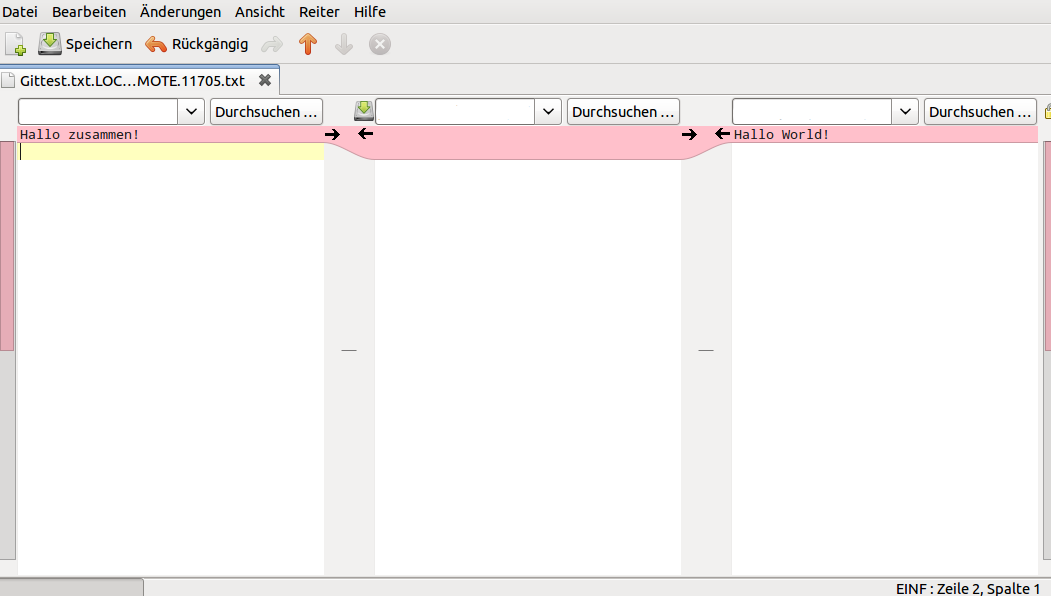 Datei Bearbeiten Änderungen Ansicht Reiter Hilfe
Speichern Rückgängig
Gittest.txt.LOC...MOTE.11705.txt
Durchsuchen ... Durchsuchen ... Durchsuchen ...
Hallo zusammen! Hallo World!
EINF : Zeile 2, Spalte 1